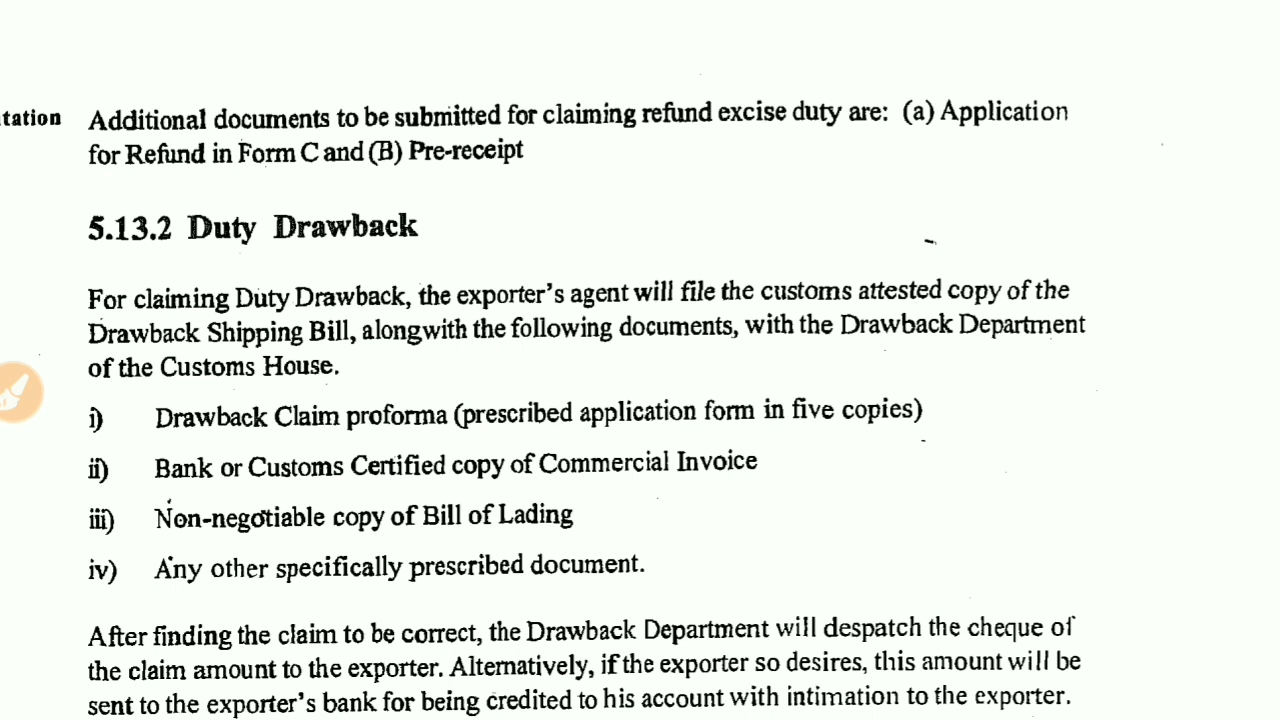 tation
Additional documents to be submitted for claiming refund excise duty are: (a) Application
for Refund in Form C and (B) Pre-receipt
5.13.2 Duty Drawback
For claiming Duty Drawback, the exporter's agent will file the customs attested copy of the
Drawback Shipping Bill, alongwith the following documents, with the Drawback Department
of the Customs House.
i) Drawback Claim proforma (prescribed application form in five copies)
ii) Bank or Customs Certified copy of Commercial Invoice
iii) Non-negotiable copy of Bill of Lading
iv) Any other specifically prescribed document.
After finding the claim to be correct, the Drawback Department will despatch the cheque of
the claim amount to the exporter. Alternatively, if the exporter so desires, this amount will be
sent to the exporter's bank for being credited to his account with intimation to the exporter.